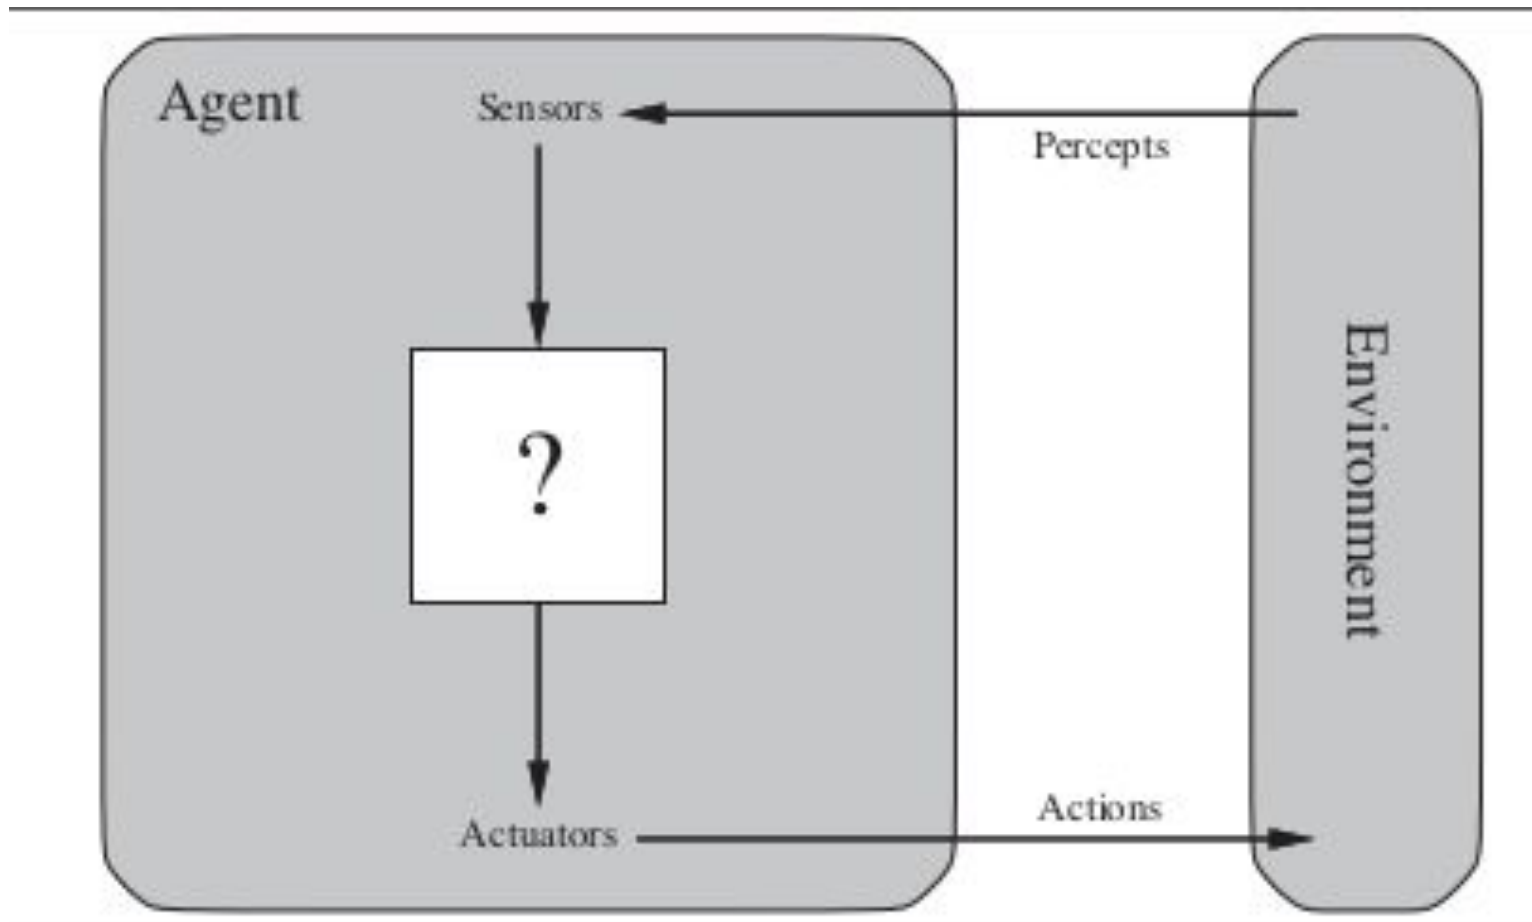 Agent
Sensors
Percepts
?
Environment
Actions
Actuators